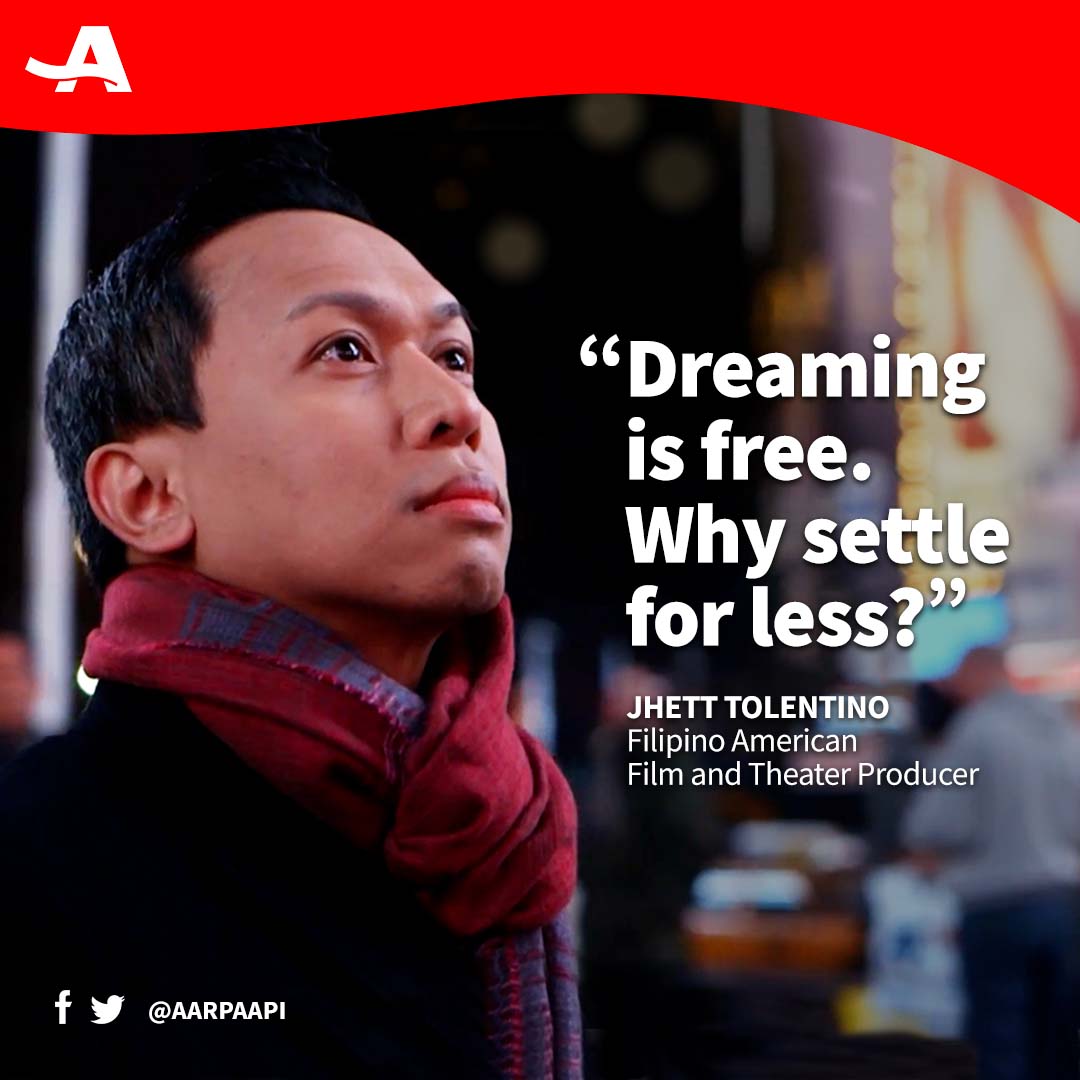 “Dreaming
is free.
Why settle
for less?”
JHETT TOLENTINO
Filipino American
Film and Theater Producer
@AARPAAPI